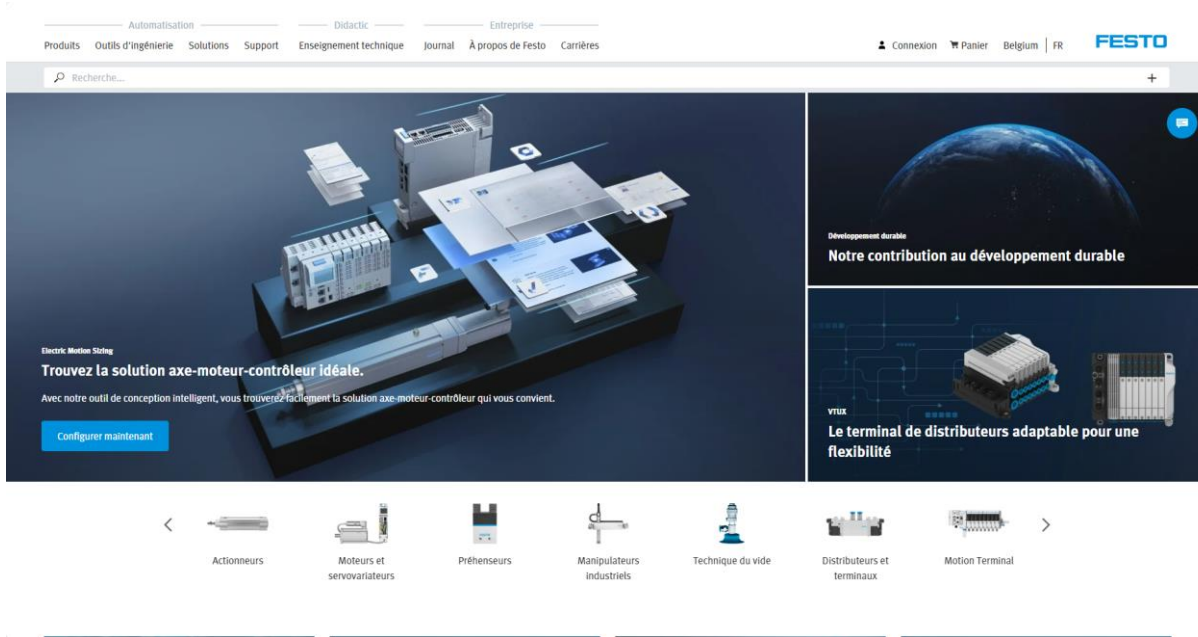 Automatisation
Didactic
Entreprise
Produits Outils d'ingénierie Solutions Support Enseignement technique Journal À propos de Festo Carrières
Connexion Panier Belgium | FR
FESTO
Recherche...
+
Electric Motion Sizing
Trouvez la solution axe-moteur-contrôleur idéale.
Avec notre outil de conception intelligent, vous trouverez facilement la solution axe-moteur-contrôleur qui vous convient.
Configurer maintenant
Développement durable
Notre contribution au développement durable
VTUX
Le terminal de distributeurs adaptable pour une
flexibilité
Actionneurs
Moteurs et
servovariateurs
Préhenseurs
Manipulateurs
industriels
Technique du vide
Distributeurs et
terminaux
Motion Terminal